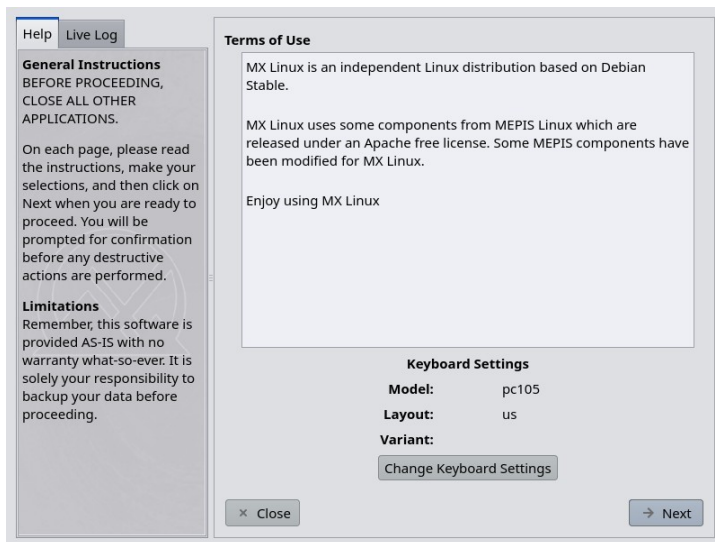 Help
Live Log
General Instructions
BEFORE PROCEEDING,
CLOSE ALL OTHER
APPLICATIONS.
On each page, please read
the instructions, make your
selections, and then click on
Next when you are ready to
proceed. You will be
prompted for confirmation
before any destructive
actions are performed.
Limitations
Remember, this software is
provided AS-IS with no
warranty what-so-ever. It is
solely your responsibility to
backup your data before
proceeding.
Terms of Use
MX Linux is an independent Linux distribution based on Debian
Stable.
MX Linux uses some components from MEPIS Linux which are
released under an Apache free license. Some MEPIS components have
been modified for MX Linux.
Enjoy using MX Linux
Keyboard Settings
Model: pc105
Layout: us
Variant:
Change Keyboard Settings
Close
Next